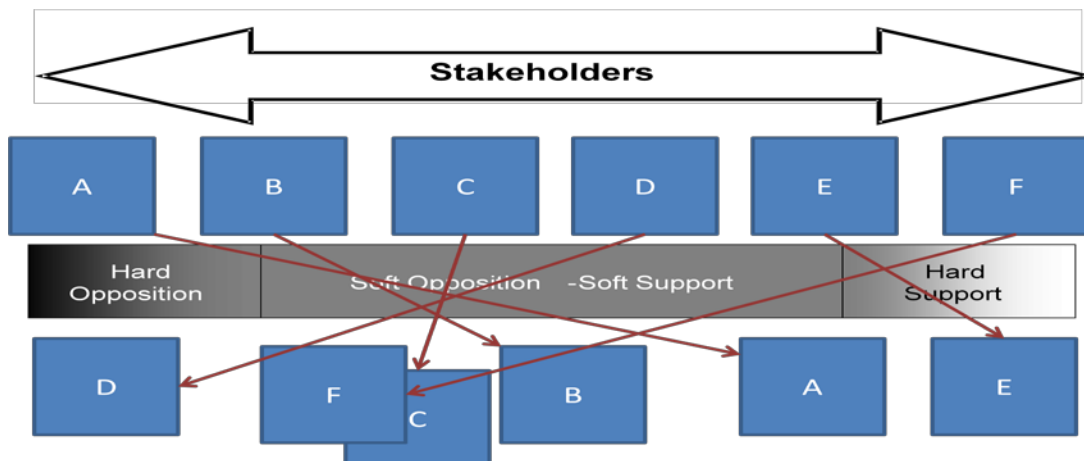 Stakeholders
A B C D E F
Hard
Opposition
Soft Opposition -Soft Support
Hard
Support
D F C B A E